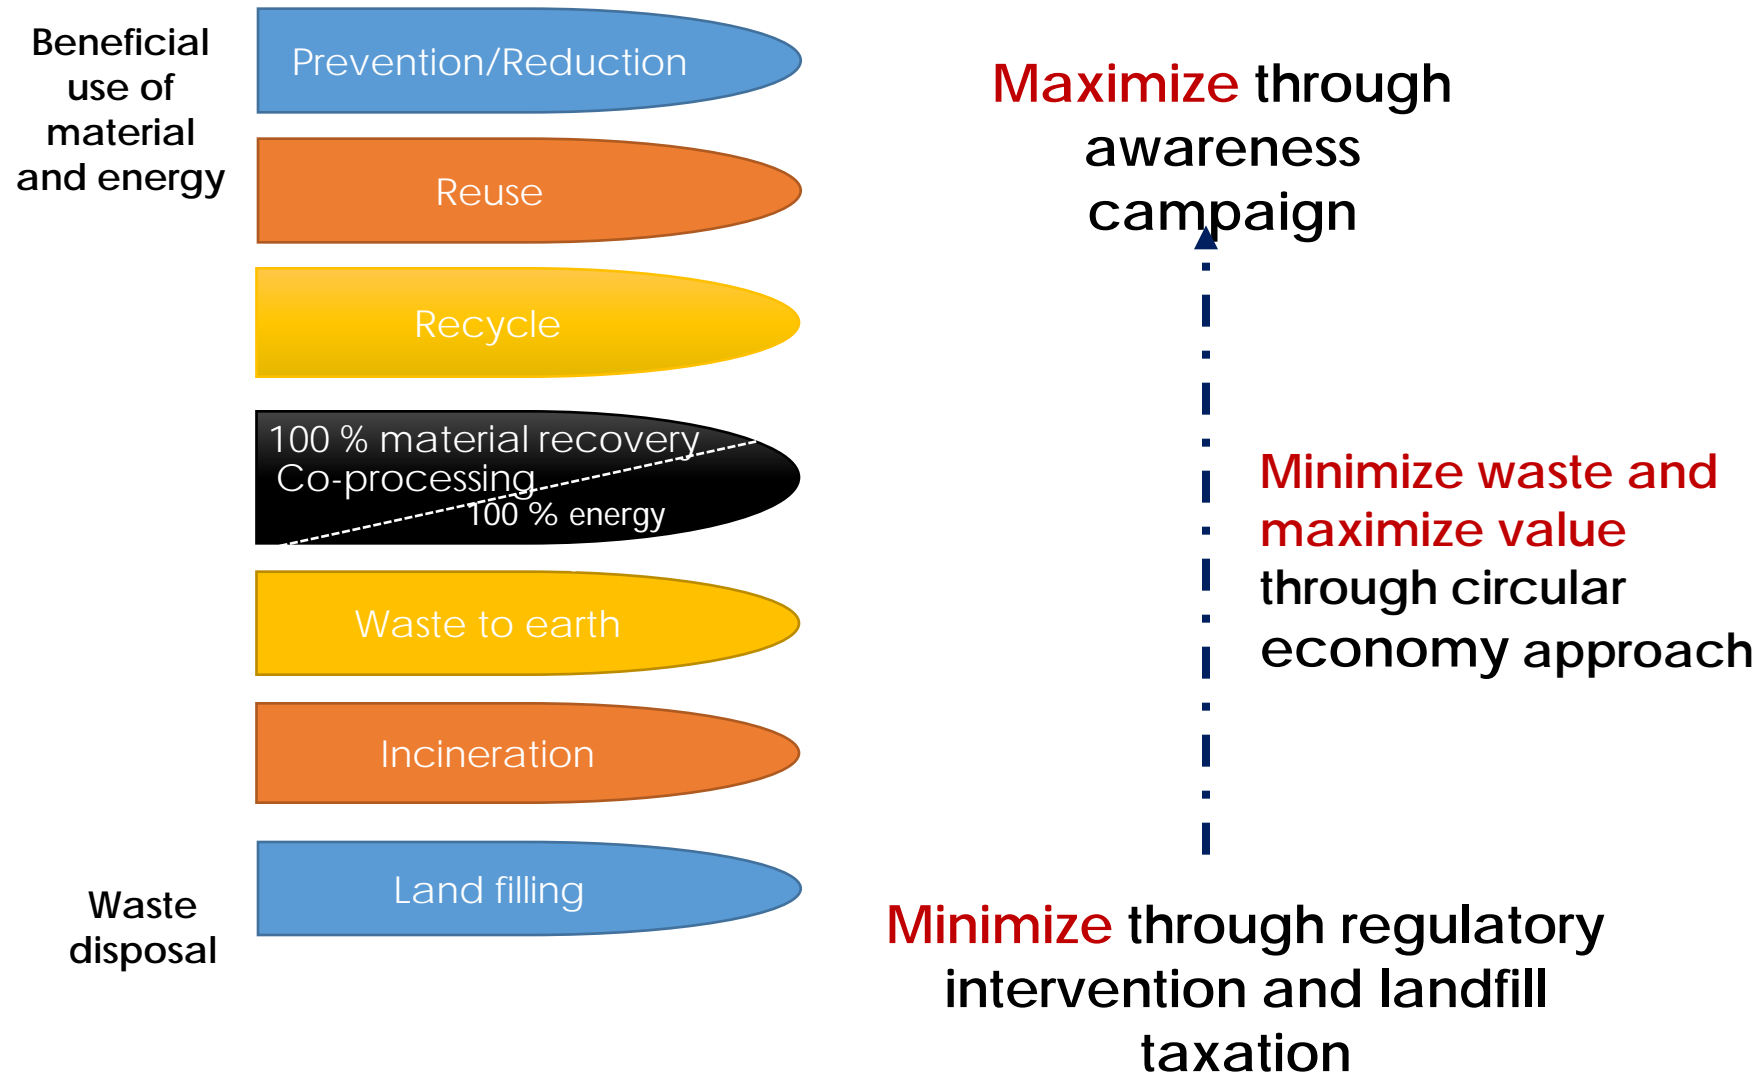 Beneficial
use of
material
and energy
Prevention/Reduction
Reuse
Recycle
100 % material recovery
Co-processing
100 % energy
Waste to earth
Incineration
Land filling
Waste
disposal
Maximize through
awareness
campaign
Minimize waste and
maximize value
through circular
economy approach
Minimize through regulatory
intervention and landfill
taxation